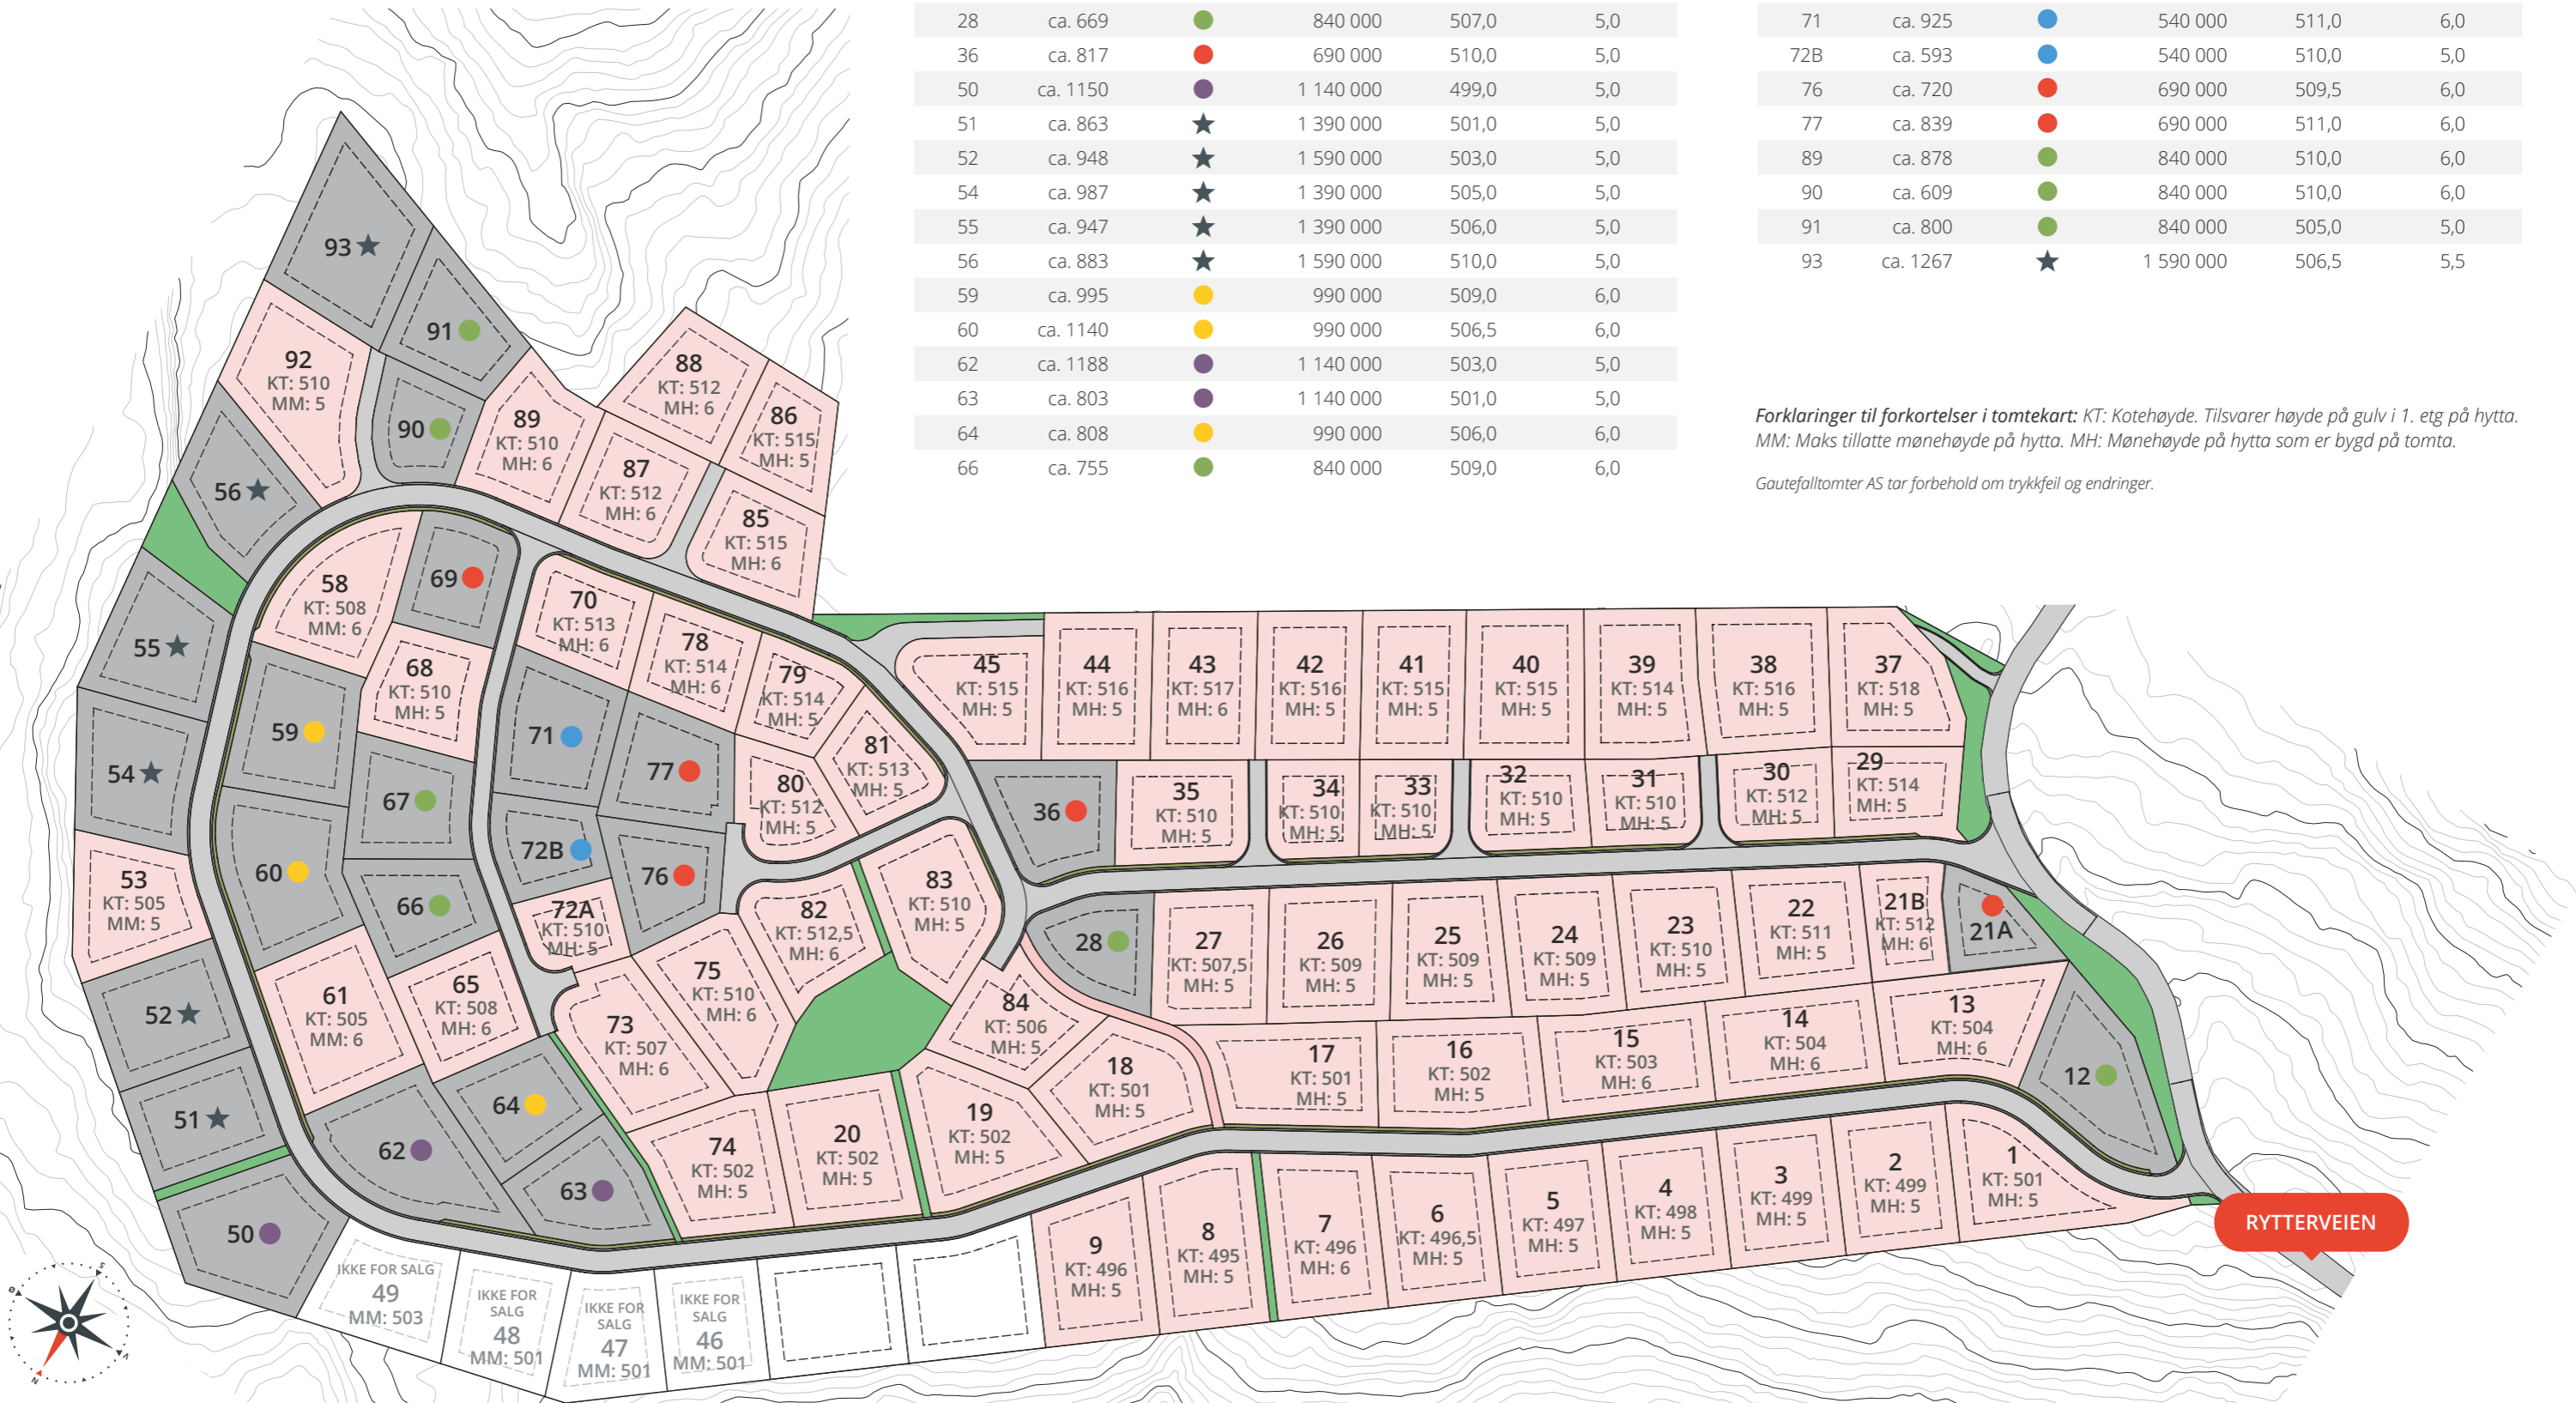 28 ca. 669 840 000 507,0 5,0
36 ca. 817 690 000 510,0 5,0
50 ca. 1150 1 140 000 499,0 5,0
51 ca. 863 1 390 000 501,0 5,0
52 ca. 948 1 590 000 503,0 5,0
54 ca. 987 1 390 000 505,0 5,0
55 ca. 947 1 390 000 506,0 5,0
56 ca. 883 1 590 000 510,0 5,0
59 ca. 995 990 000 509,0 6,0
60 ca. 1140 990 000 506,5 6,0
62 ca. 1188 1 140 000 503,0 5,0
63 ca. 803 1 140 000 501,0 5,0
64 ca. 808 990 000 506,0 6,0
66 ca. 755 840 000 509,0 6,0
71 ca. 925 540 000 511,0 6,0
72B ca. 593 540 000 510,0 5,0
76 ca. 720 690 000 509,5 6,0
77 ca. 839 690 000 511,0 6,0
89 ca. 878 840 000 510,0 6,0
90 ca. 609 840 000 510,0 6,0
91 ca. 800 840 000 505,0 5,0
93 ca. 1267 1 590 000 506,5 5,5
Forklaringer til forkortelser i tomtekart: KT: Kotehøyde. Tilsvarer høyde på gulv i 1. etg på hytta.
MM: Maks tillatte mønehøyde på hytta. MH: Mønehøyde på hytta som er bygd på tomta.
Gautefalltomter AS tar forbehold om trykkfeil og endringer.
93
91
92
KT: 510
MM: 5
90
89
KT: 510
MH: 6
88
KT: 512
MH: 6
86
KT: 515
MH: 5
87
KT: 512
MH: 6
85
KT: 515
MH: 6
56
58
KT: 508
MM: 6
69
70
KT: 513
MH: 6
78
KT: 514
MH: 6
79
KT: 514
MH: 5
55
68
KT: 510
MH: 5
59
71
77
81
KT: 513
MH: 5
80
KT: 512
MH: 5
54
67
72B
76
60
66
53
KT: 505
MM: 5
72A
KT: 510
MH: 5
82
KT: 512,5
MH: 6
83
KT: 510
MH: 5
45
KT: 515
MH: 5
44
KT: 516
MH: 5
43
KT: 517
MH: 6
42
KT: 516
MH: 5
41
KT: 515
MH: 5
40
KT: 515
MH: 5
39
KT: 514
MH: 5
38
KT: 516
MH: 5
37
KT: 518
MH: 5
36
35
KT: 510
MH: 5
34
KT: 510
MH: 5
33
KT: 510
MH: 5
32
KT: 510
MH: 5
31
KT: 510
MH: 5
30
KT: 512
MH: 5
29
KT: 514
MH: 5
28
27
KT: 507,5
MH: 5
26
KT: 509
MH: 5
25
KT: 509
MH: 5
24
KT: 509
MH: 5
23
KT: 510
MH: 5
22
KT: 511
MH: 5
21B
KT: 512
MH: 6
21A
52
61
KT: 505
MM: 6
65
KT: 508
MH: 6
73
KT: 507
MH: 6
75
KT: 510
MH: 6
84
KT: 506
MH: 5
18
KT: 501
MH: 5
17
KT: 501
MH: 5
16
KT: 502
MH: 5
15
KT: 503
MH: 6
14
KT: 504
MH: 6
13
KT: 504
MH: 6
12
51
64
62
63
74
KT: 502
MH: 5
20
KT: 502
MH: 5
19
KT: 502
MH: 5
50
9
KT: 496
MH: 5
8
KT: 495
MH: 5
7
KT: 496
MH: 6
6
KT: 496,5
MH: 5
5
KT: 497
MH: 5
4
KT: 498
MH: 5
3
KT: 499
MH: 5
2
KT: 499
MH: 5
1
KT: 501
MH: 5
RYTTERVEIEN
IKKE FOR SALG
49
MM: 503
IKKE FOR
SALG
48
MM: 501
IKKE FOR
SALG
47
MM: 501
IKKE FOR
SALG
46
MM: 501
N